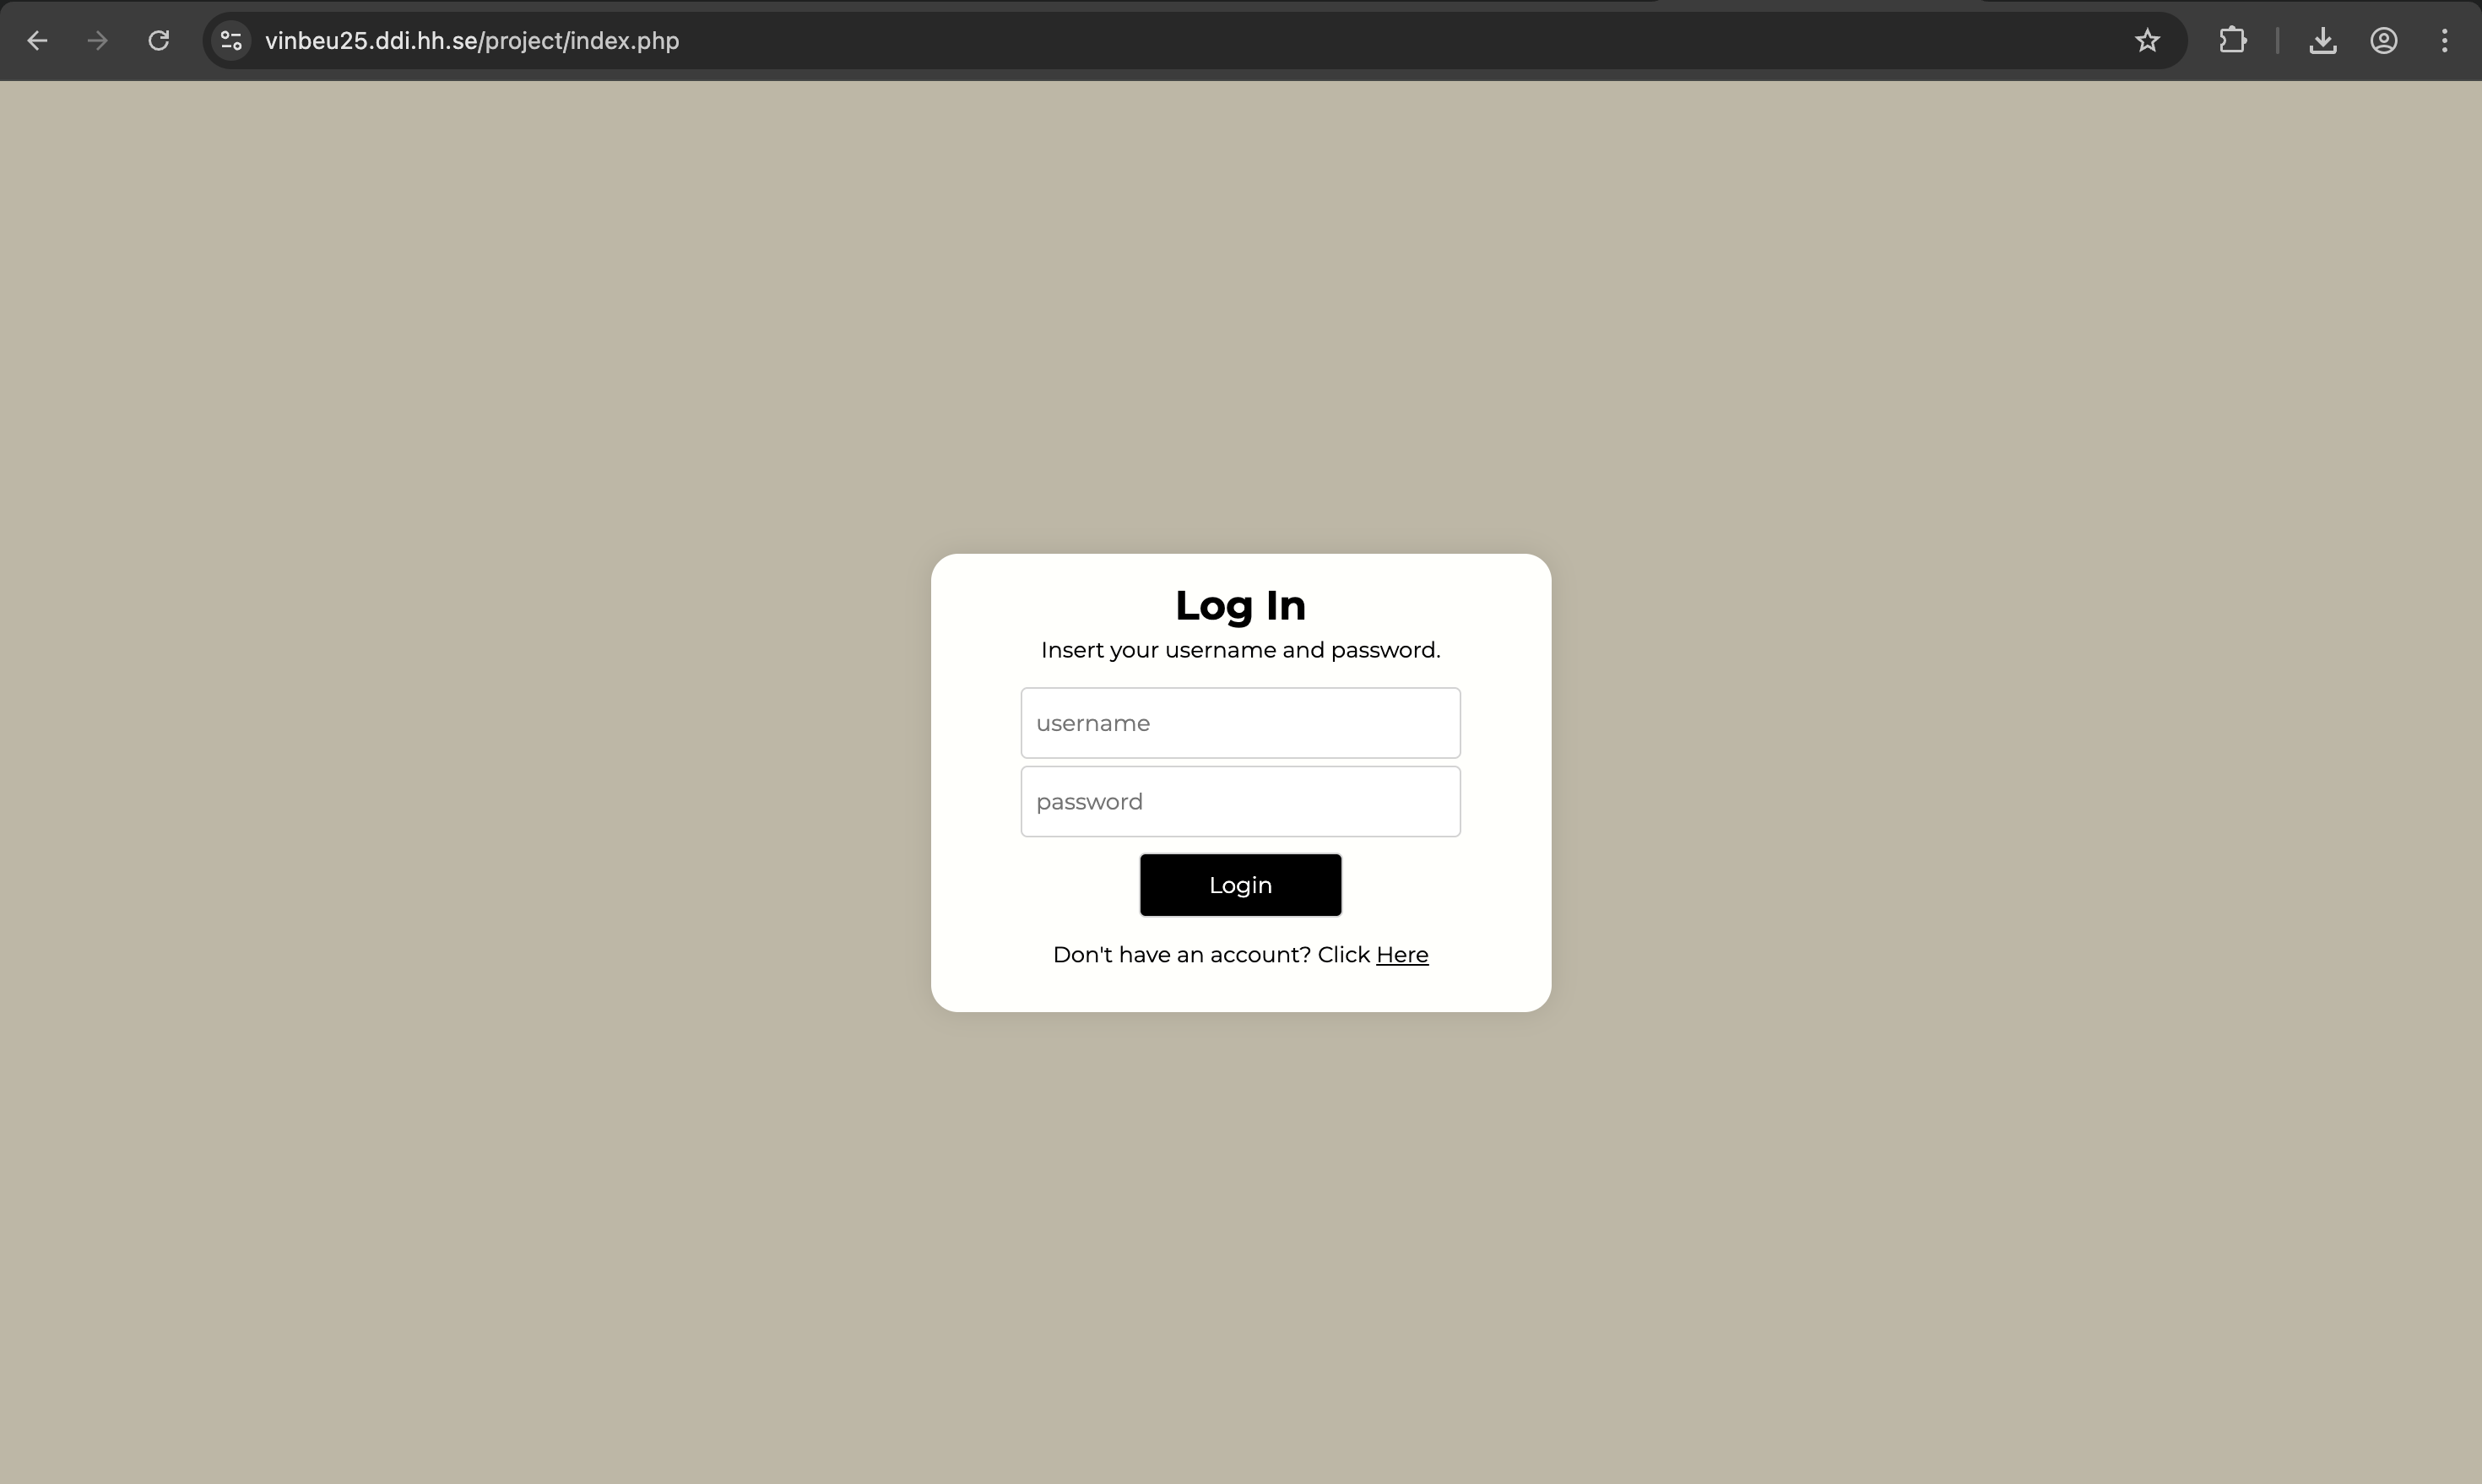 vinbeu25.ddi.hh.se/project/index.php
Log In
Insert your username and password.
username
password
Login
Don't have an account? Click Here